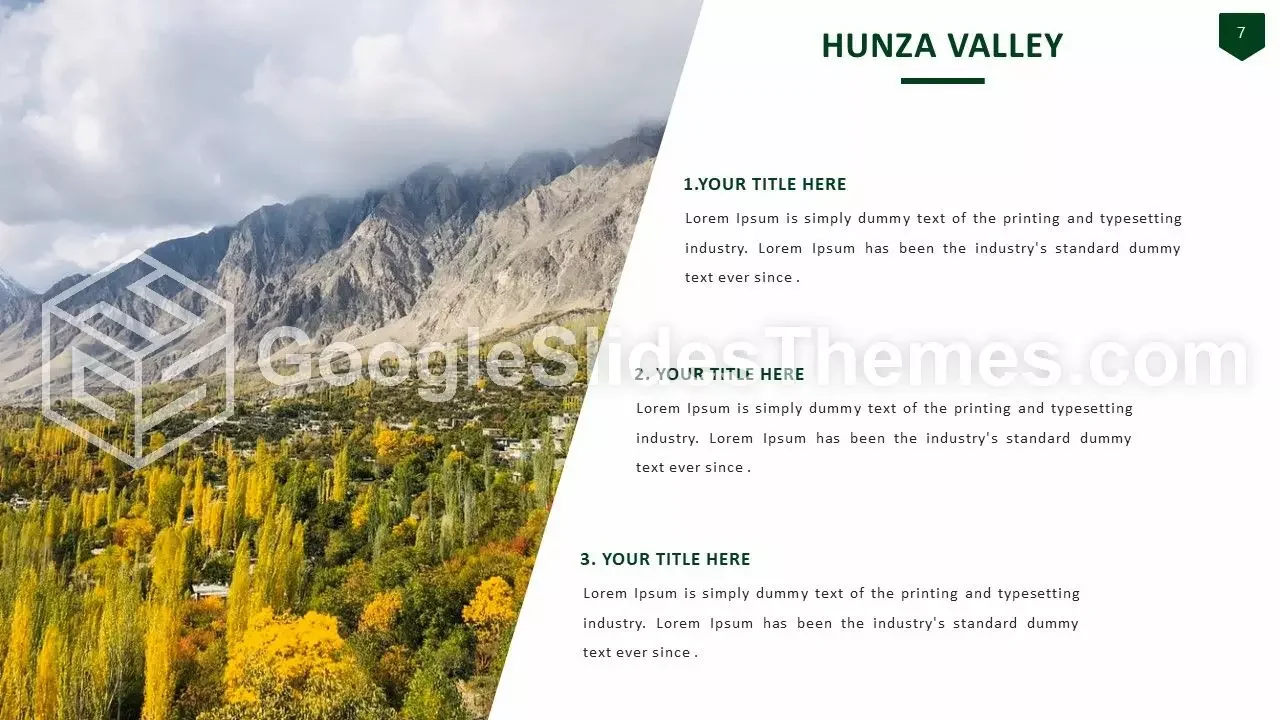 HUNZA VALLEY
7
1.YOUR TITLE HERE
Lorem Ipsum is simply dummy text of the printing and typesetting
industry. Lorem Ipsum has been the industry's standard dummy
text ever since .
GoogleSlidesThemes.com
2. YOUR TITLE HERE
Lorem Ipsum is simply dummy text of the printing and typesetting
industry. Lorem Ipsum has been the industry's standard dummy
text ever since .
3. YOUR TITLE HERE
Lorem Ipsum is simply dummy text of the printing and typesetting
industry. Lorem Ipsum has been the industry's standard dummy
text ever since .